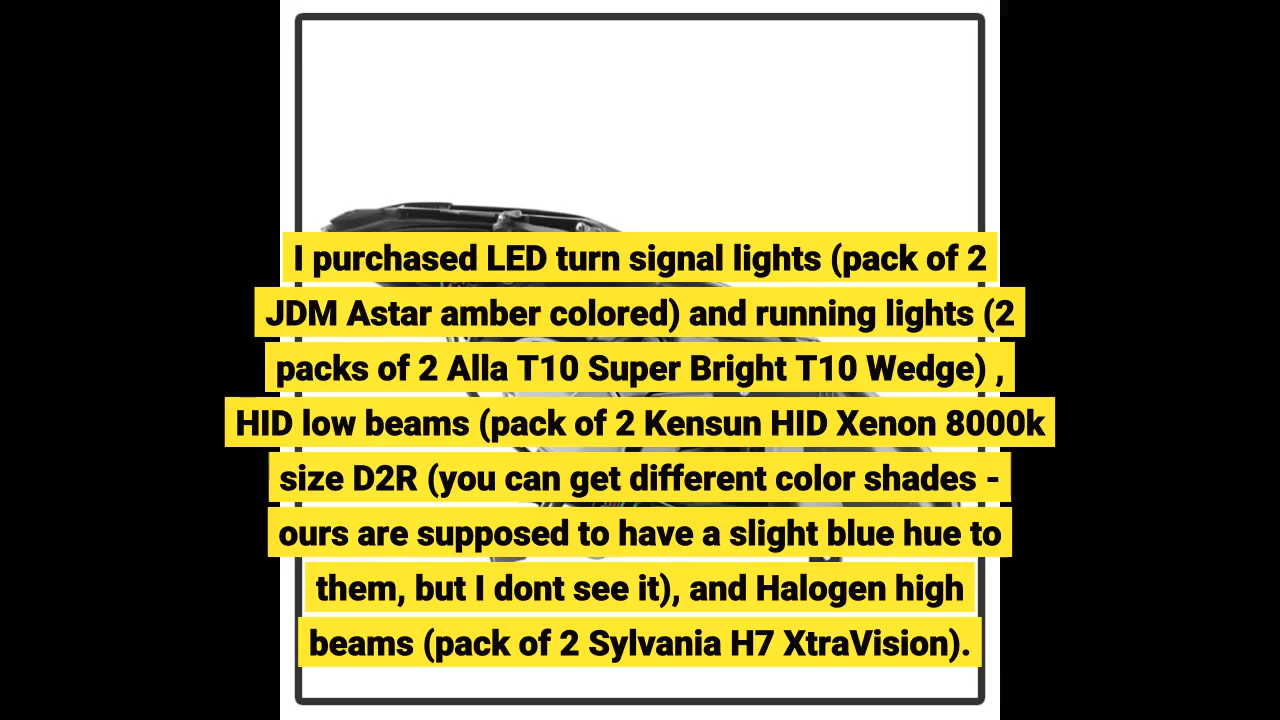 I purchased LED turn signal lights (pack of 2
JDM Astar amber colored) and running lights (2
packs of 2 Alla T10 Super Bright T10 Wedge) ,
HID low beams (pack of 2 Kensun HID Xenon 8000k
size D2R (you can get different color shades -
ours are supposed to have a slight blue hue to
them, but I dont see it), and Halogen high
beams (pack of 2 Sylvania H7 XtraVision).